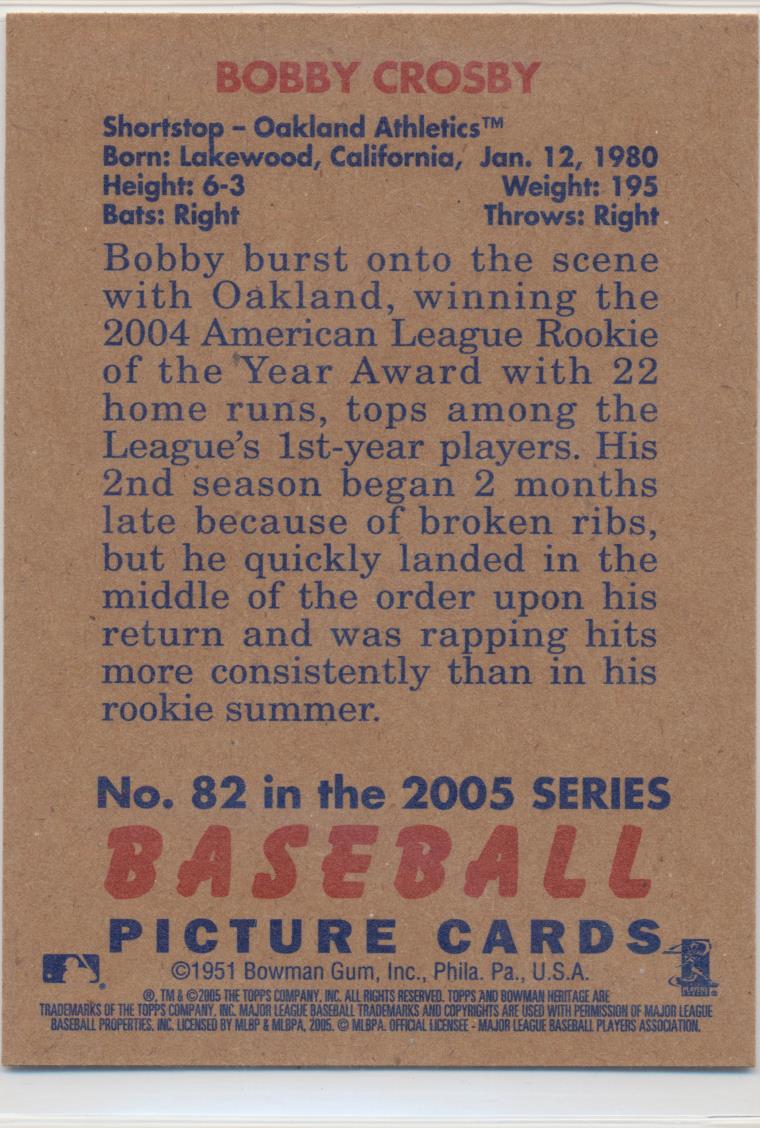 BOBBY CROSBY
Shortstop – Oakland Athletics™
Born: Lakewood, California, Jan. 12, 1980
Height: 6-3 Weight: 195
Bats: Right Throws: Right
Bobby burst onto the scene
with Oakland, winning the
2004 American League Rookie
of the Year Award with 22
home runs, tops among the
League's 1st-year players. His
2nd season began 2 months
late because of broken ribs,
but he quickly landed in the
middle of the order upon his
return and was rapping hits
more consistently than in his
rookie summer.
No. 82 in the 2005 SERIES
BASEBALL
PICTURE CARDS
©1951 Bowman Gum, Inc., Phila. Pa., U.S.A.
®, TM & ©2005 THE TOPPS COMPANY, INC. ALL RIGHTS RESERVED. TOPPS AND BOWMAN HERITAGE ARE
TRADEMARKS OF THE TOPPS COMPANY, INC. MAJOR LEAGUE BASEBALL TRADEMARKS AND COPYRIGHTS ARE USED WITH PERMISSION OF MAJOR LEAGUE
BASEBALL PROPERTIES, INC. LICENSED BY MLBP & MLBPA, 2005. © MLBPA. OFFICIAL LICENSEE - MAJOR LEAGUE BASEBALL PLAYERS ASSOCIATION.